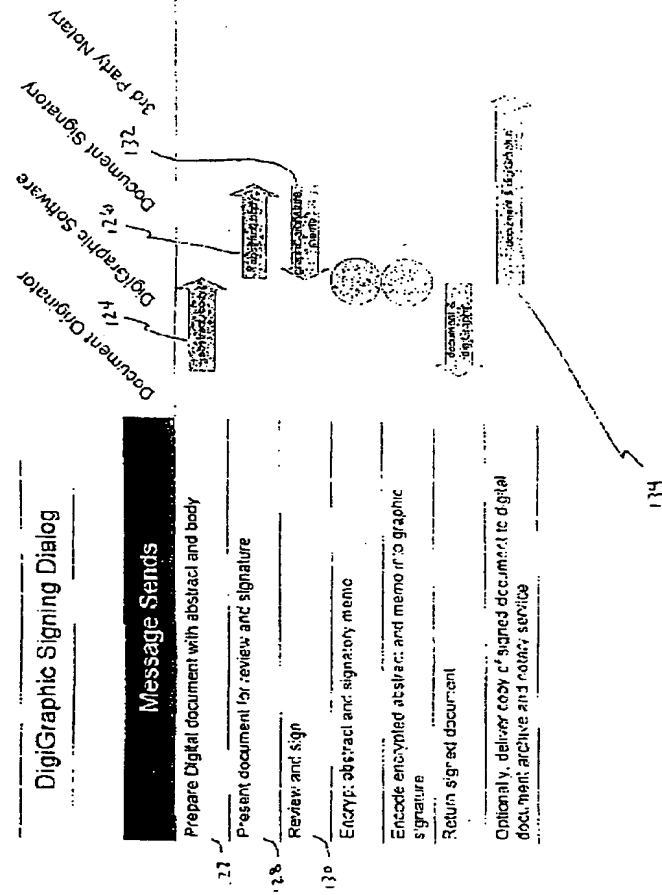 DigiGraphic Signing Dialog
Message Sends
Document Originator
DigiGraphic Software
Document Signatory
3rd Party Notary
124
126
132
Prepare Digital document with abstract and body
122
Present document for review and signature
128
Review and sign
130
Encrypt abstract and signatory memo
Encode encrypted abstract and memo into graphic
signature
Return signed document
document &
digiGraph
Optionally, deliver copy of signed document to digital
document archive and notary service
134